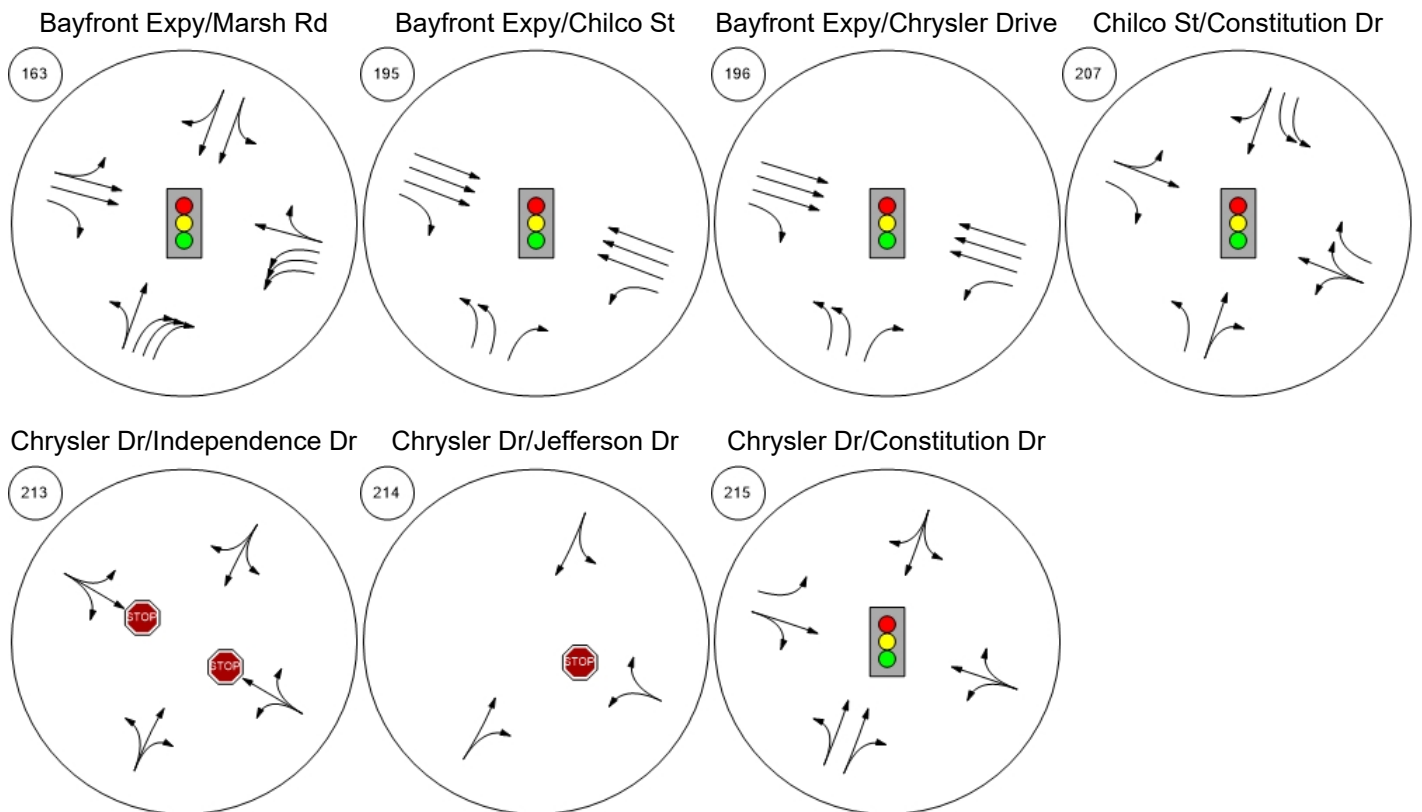 Bayfront Expy/Marsh Rd
Bayfront Expy/Chilco St
Bayfront Expy/Chrysler Drive
Chilco St/Constitution Dr
163
195
196
207
Chrysler Dr/Independence Dr
Chrysler Dr/Jefferson Dr
Chrysler Dr/Constitution Dr
213
214
215
STOP
STOP
STOP